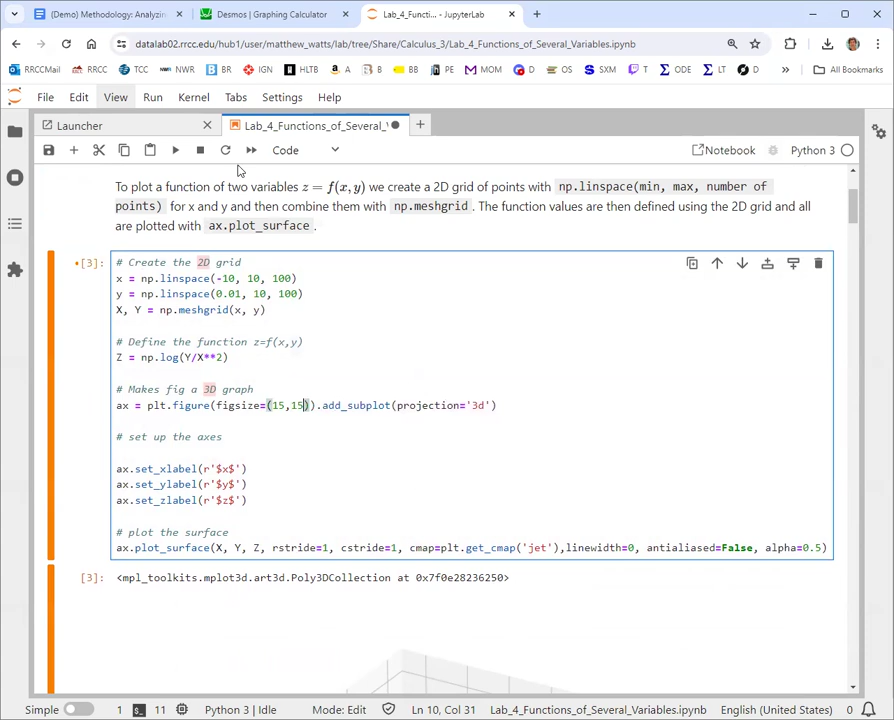 (Demo) Methodology: Analyzin
Desmos | Graphing Calculator
Lab_4_Functi... - JupyterLab
datalab02.rrcc.edu/hub1/user/matthew_watts/lab/tree/Share/Calculus_3/Lab_4_Functions_of_Several_Variables.ipynb
RRCCMail RRCC TCC NWR BR IGN HLTB A BB PE MOM D OS SXM T ODE LT D » All Bookmarks
File Edit View Run Kernel Tabs Settings Help
Launcher
Lab_4_Functions_of_Several_V
Code
Notebook
Python 3
To plot a function of two variables z = f(x, y) we create a 2D grid of points with np.linspace(min, max, number of
points) for x and y and then combine them with np.meshgrid. The function values are then defined using the 2D grid and all
are plotted with ax.plot_surface.
[3]:
# Create the 2D grid
x = np.linspace(-10, 10, 100)
y = np.linspace(0.01, 10, 100)
X, Y = np.meshgrid(x, y)
# Define the function z=f(x,y)
Z = np.log(Y/X**2)
# Makes fig a 3D graph
ax = plt.figure(figsize=(15,15)).add_subplot(projection='3d')
# set up the axes
ax.set_xlabel(r'$x$')
ax.set_ylabel(r'$y$')
ax.set_zlabel(r'$z$')
# plot the surface
ax.plot_surface(X, Y, Z, rstride=1, cstride=1, cmap=plt.get_cmap('jet'),linewidth=0, antialiased=False, alpha=0.5)
[3]: <mpl_toolkits.mplot3d.art3d.Poly3DCollection at 0x7f0e28236250>
Simple 1 11 Python 3 | Idle Mode: Edit Ln 10, Col 31 Lab_4_Functions_of_Several_Variables.ipynb English (United States) 0